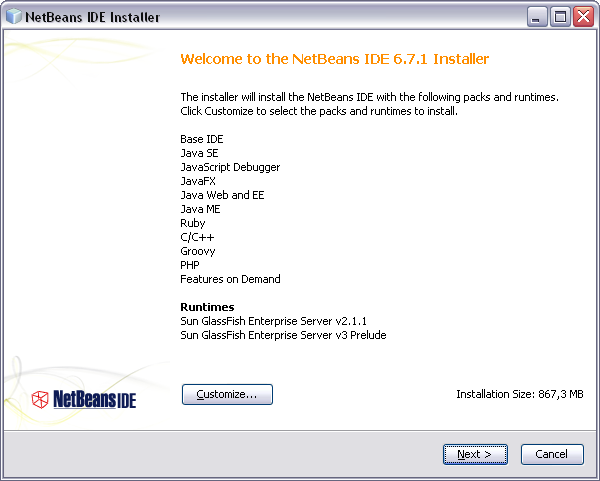 NetBeans IDE Installer
Welcome to the NetBeans IDE 6.7.1 Installer
The installer will install the NetBeans IDE with the following packs and runtimes.
Click Customize to select the packs and runtimes to install.
Base IDE
Java SE
JavaScript Debugger
JavaFX
Java Web and EE
Java ME
Ruby
C/C++
Groovy
PHP
Features on Demand
Runtimes
Sun GlassFish Enterprise Server v2.1.1
Sun GlassFish Enterprise Server v3 Prelude
NetBeans IDE
Customize...
Installation Size: 867,3 MB
Next >
Cancel